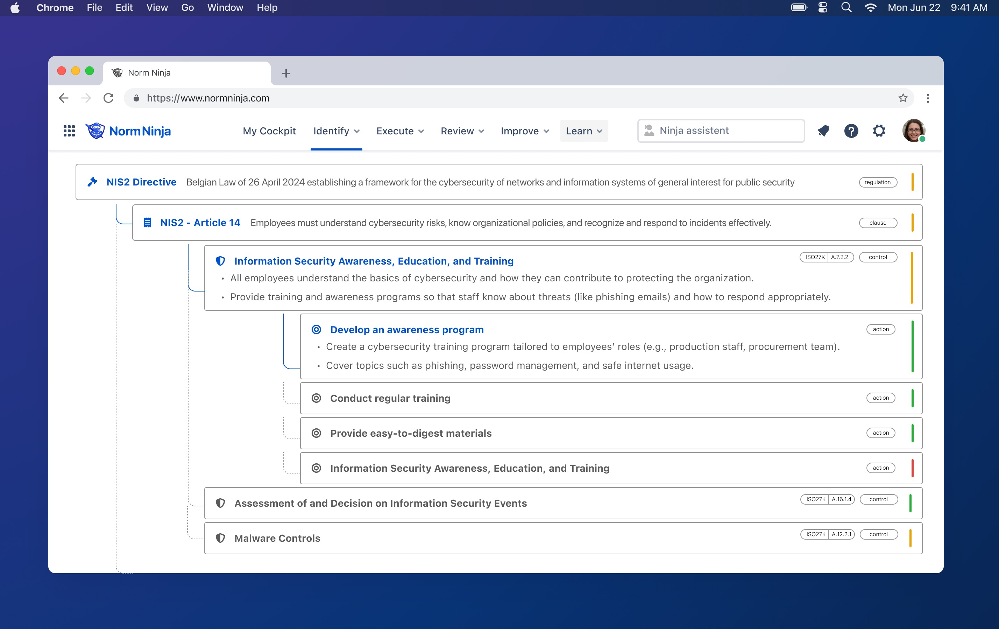 Chrome File Edit View Go Window Help Mon Jun 22 9:41 AM
Norm Ninja
https://www.normninja.com
Norm Ninja My Cockpit Identify Execute Review Improve Learn Ninja assistent
NIS2 Directive Belgian Law of 26 April 2024 establishing a framework for the cybersecurity of networks and information systems of general interest for public security regulation
NIS2 - Article 14 Employees must understand cybersecurity risks, know organizational policies, and recognize and respond to incidents effectively. clause
Information Security Awareness, Education, and Training ISO27K A.7.2.2 control
• All employees understand the basics of cybersecurity and how they can contribute to protecting the organization.
• Provide training and awareness programs so that staff know about threats (like phishing emails) and how to respond appropriately.
Develop an awareness program action
• Create a cybersecurity training program tailored to employees’ roles (e.g., production staff, procurement team).
• Cover topics such as phishing, password management, and safe internet usage.
Conduct regular training action
Provide easy-to-digest materials action
Information Security Awareness, Education, and Training action
Assessment of and Decision on Information Security Events ISO27K A.16.1.4 control
Malware Controls ISO27K A.12.2.1 control